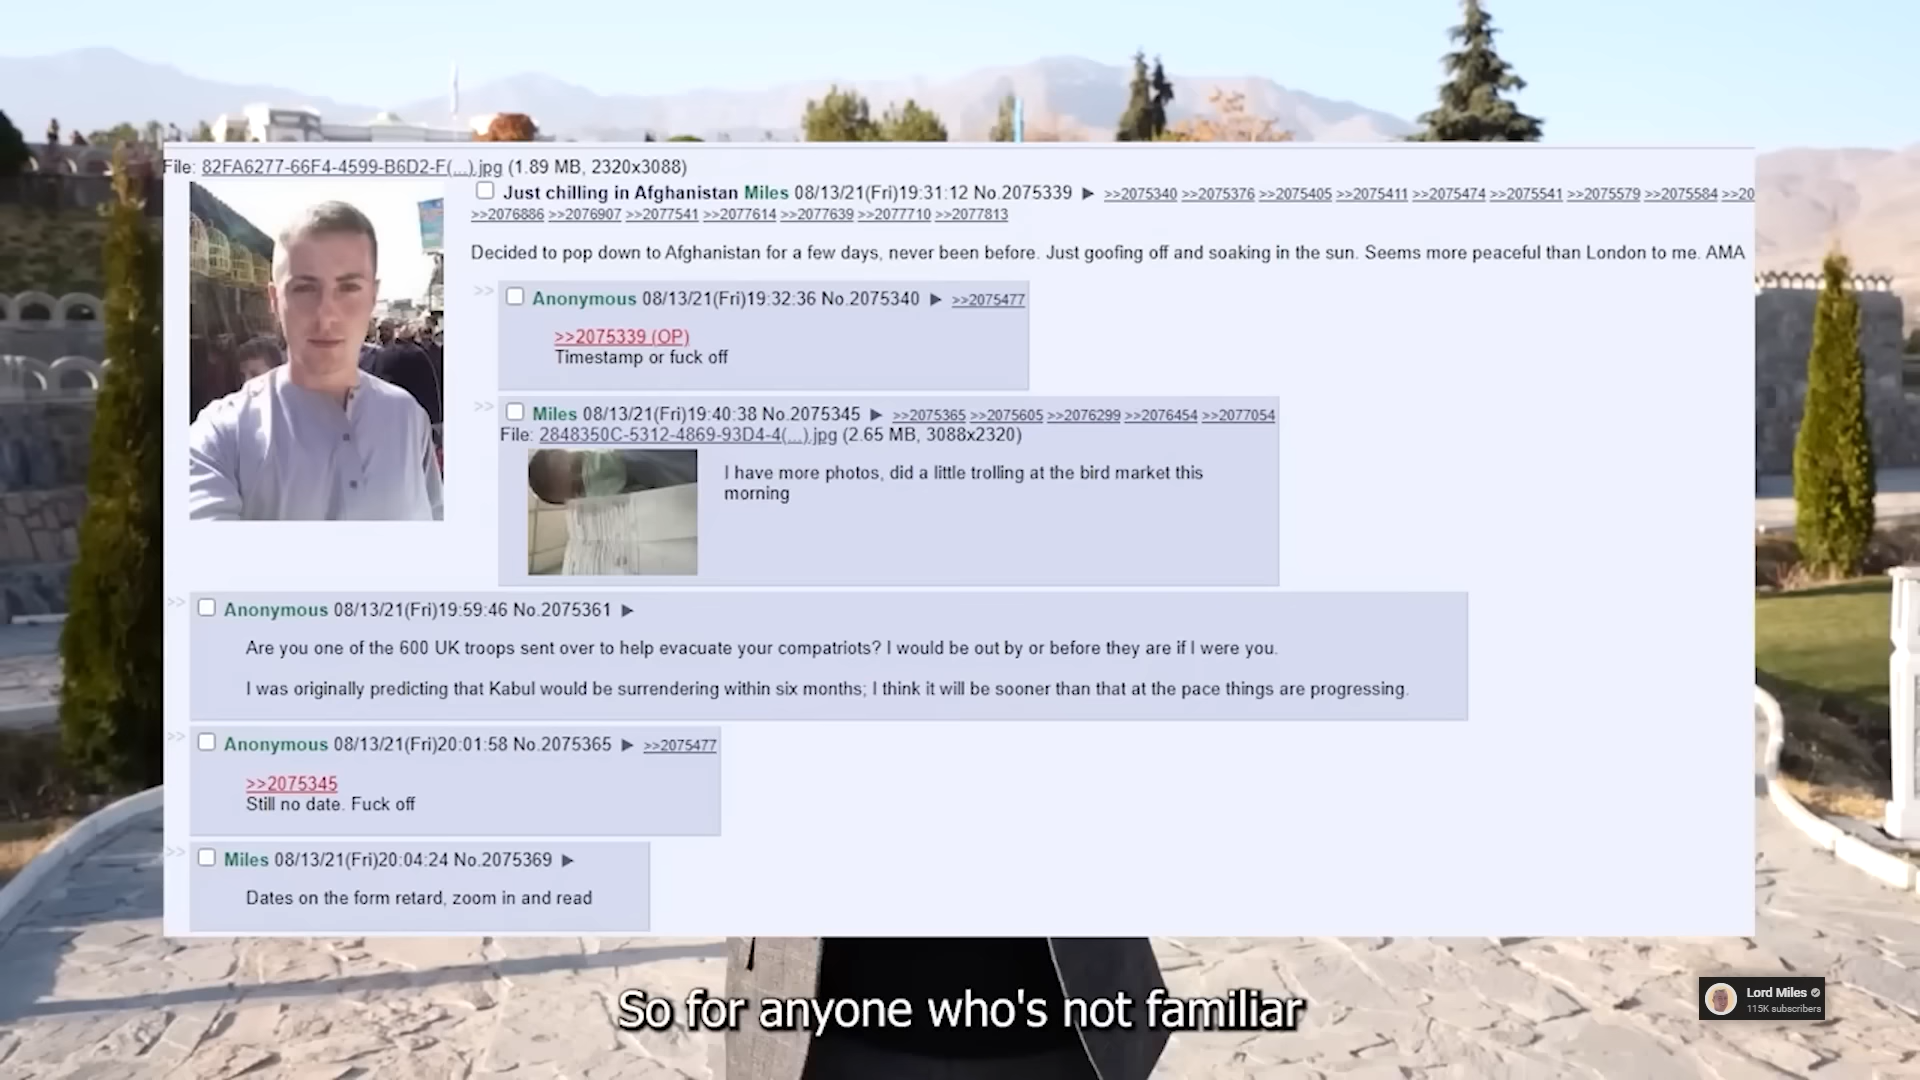 File: 82FA6277-66F4-4599-B6D2-F(...).jpg (1.89 MB, 2320x3088)
Just chilling in Afghanistan Miles 08/13/21(Fri)19:31:12 No.2075339 ▶ >>2075340 >>2075376 >>2075405 >>2075411 >>2075474 >>2075541 >>2075579 >>2075584 >>20
>>2076886 >>2076907 >>2077541 >>2077614 >>2077639 >>2077710 >>2077813
Decided to pop down to Afghanistan for a few days, never been before. Just goofing off and soaking in the sun. Seems more peaceful than London to me. AMA
>> Anonymous 08/13/21(Fri)19:32:36 No.2075340 ▶ >>2075477
>>2075339 (OP)
Timestamp or fuck off
>> Miles 08/13/21(Fri)19:40:38 No.2075345 ▶ >>2075365 >>2075605 >>2076299 >>2076454 >>2077054
File: 2848350C-5312-4869-93D4-4(...).jpg (2.65 MB, 3088x2320)
I have more photos, did a little trolling at the bird market this
morning
>> Anonymous 08/13/21(Fri)19:59:46 No.2075361 ▶
Are you one of the 600 UK troops sent over to help evacuate your compatriots? I would be out by or before they are if I were you.
I was originally predicting that Kabul would be surrendering within six months; I think it will be sooner than that at the pace things are progressing.
>> Anonymous 08/13/21(Fri)20:01:58 No.2075365 ▶ >>2075477
>>2075345
Still no date. Fuck off
>> Miles 08/13/21(Fri)20:04:24 No.2075369 ▶
Dates on the form retard, zoom in and read
So for anyone who's not familiar
Lord Miles
115K subscribers